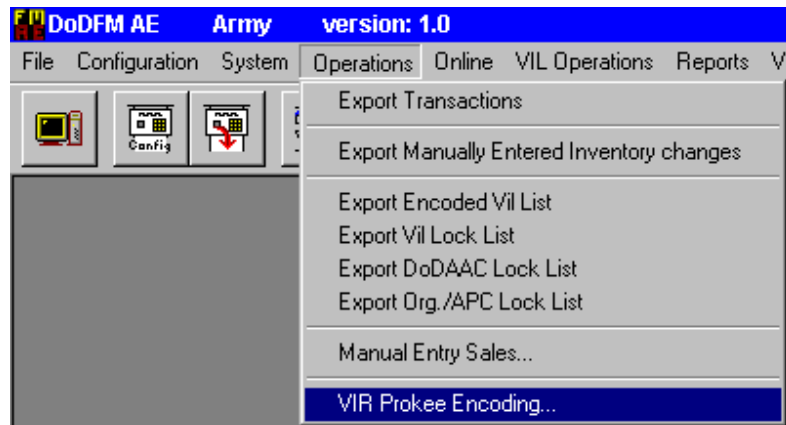 DoDFM AE Army version: 1.0
File Configuration System Operations Online VIL Operations Reports V
Config
Export Transactions
Export Manually Entered Inventory changes
Export Encoded Vil List
Export Vil Lock List
Export DoDAAC Lock List
Export Org./APC Lock List
Manual Entry Sales...
VIR Prokee Encoding...